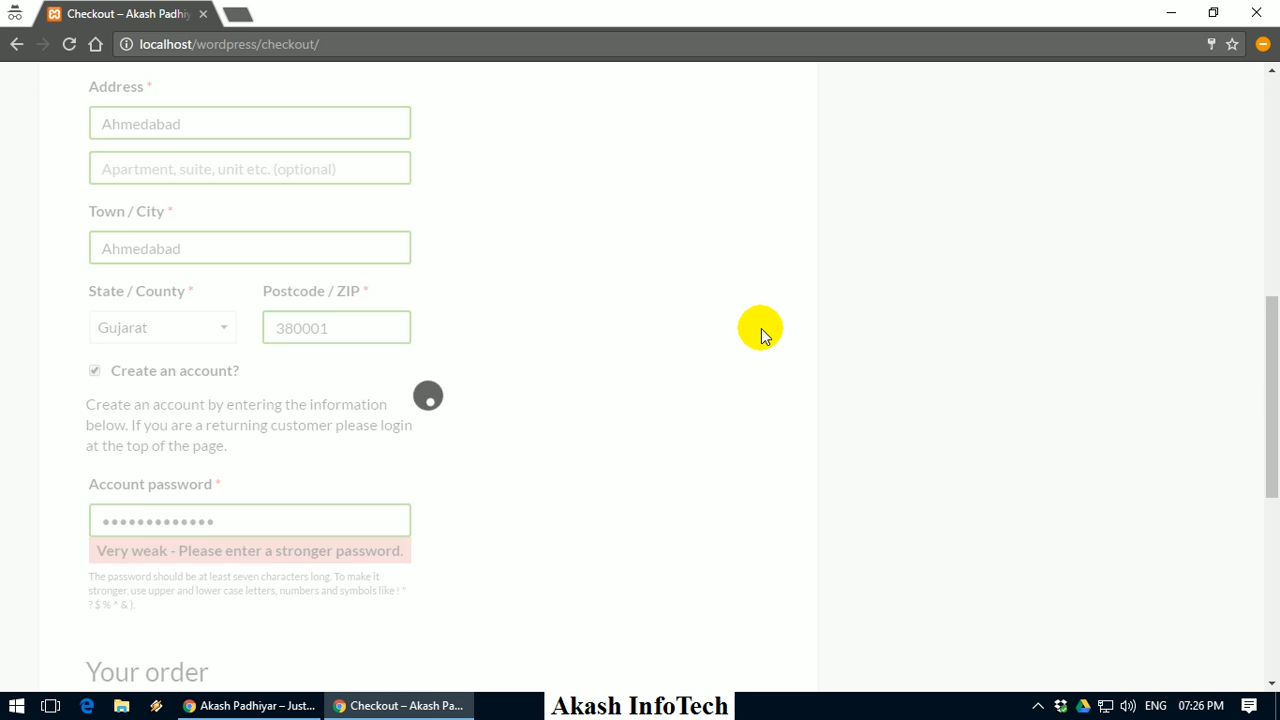 Checkout – Akash Padhiy
localhost/wordpress/checkout/
Address *
Ahmedabad
Apartment, suite, unit etc. (optional)
Town / City *
Ahmedabad
State / County * Postcode / ZIP *
Gujarat 380001
Create an account?
Create an account by entering the information
below. If you are a returning customer please login
at the top of the page.
Account password *
•••••••••••••
Very weak - Please enter a stronger password.
The password should be at least seven characters long. To make it
stronger, use upper and lower case letters, numbers and symbols like ! "
? $ % ^ & ).
Your order
Akash Padhiyar – Just... Checkout – Akash Pa... Akash InfoTech ENG 07:26 PM